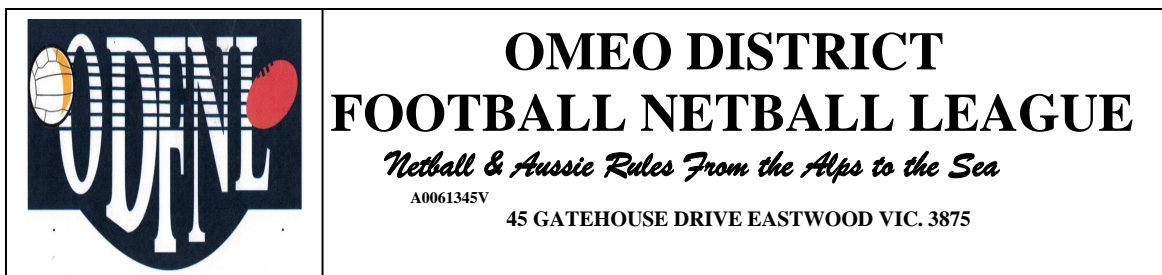 ODFNL
OMEO DISTRICT
FOOTBALL NETBALL LEAGUE
Netball & Aussie Rules From the Alps to the Sea
A0061345V
45 GATEHOUSE DRIVE EASTWOOD VIC. 3875